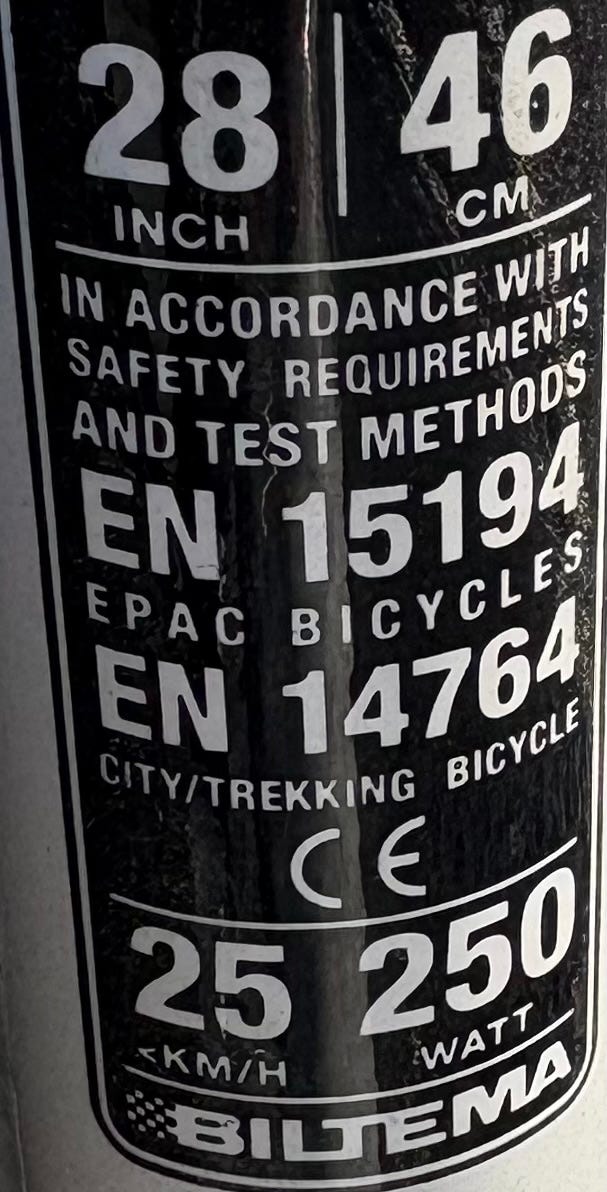 28 | 46
INCH CM
IN ACCORDANCE WITH
SAFETY REQUIREMENTS
AND TEST METHODS
EN 15194
EPAC BICYCLES
EN 14764
CITY/TREKKING BICYCLE
CE
25 250
<KM/H WATT
BILTEMA